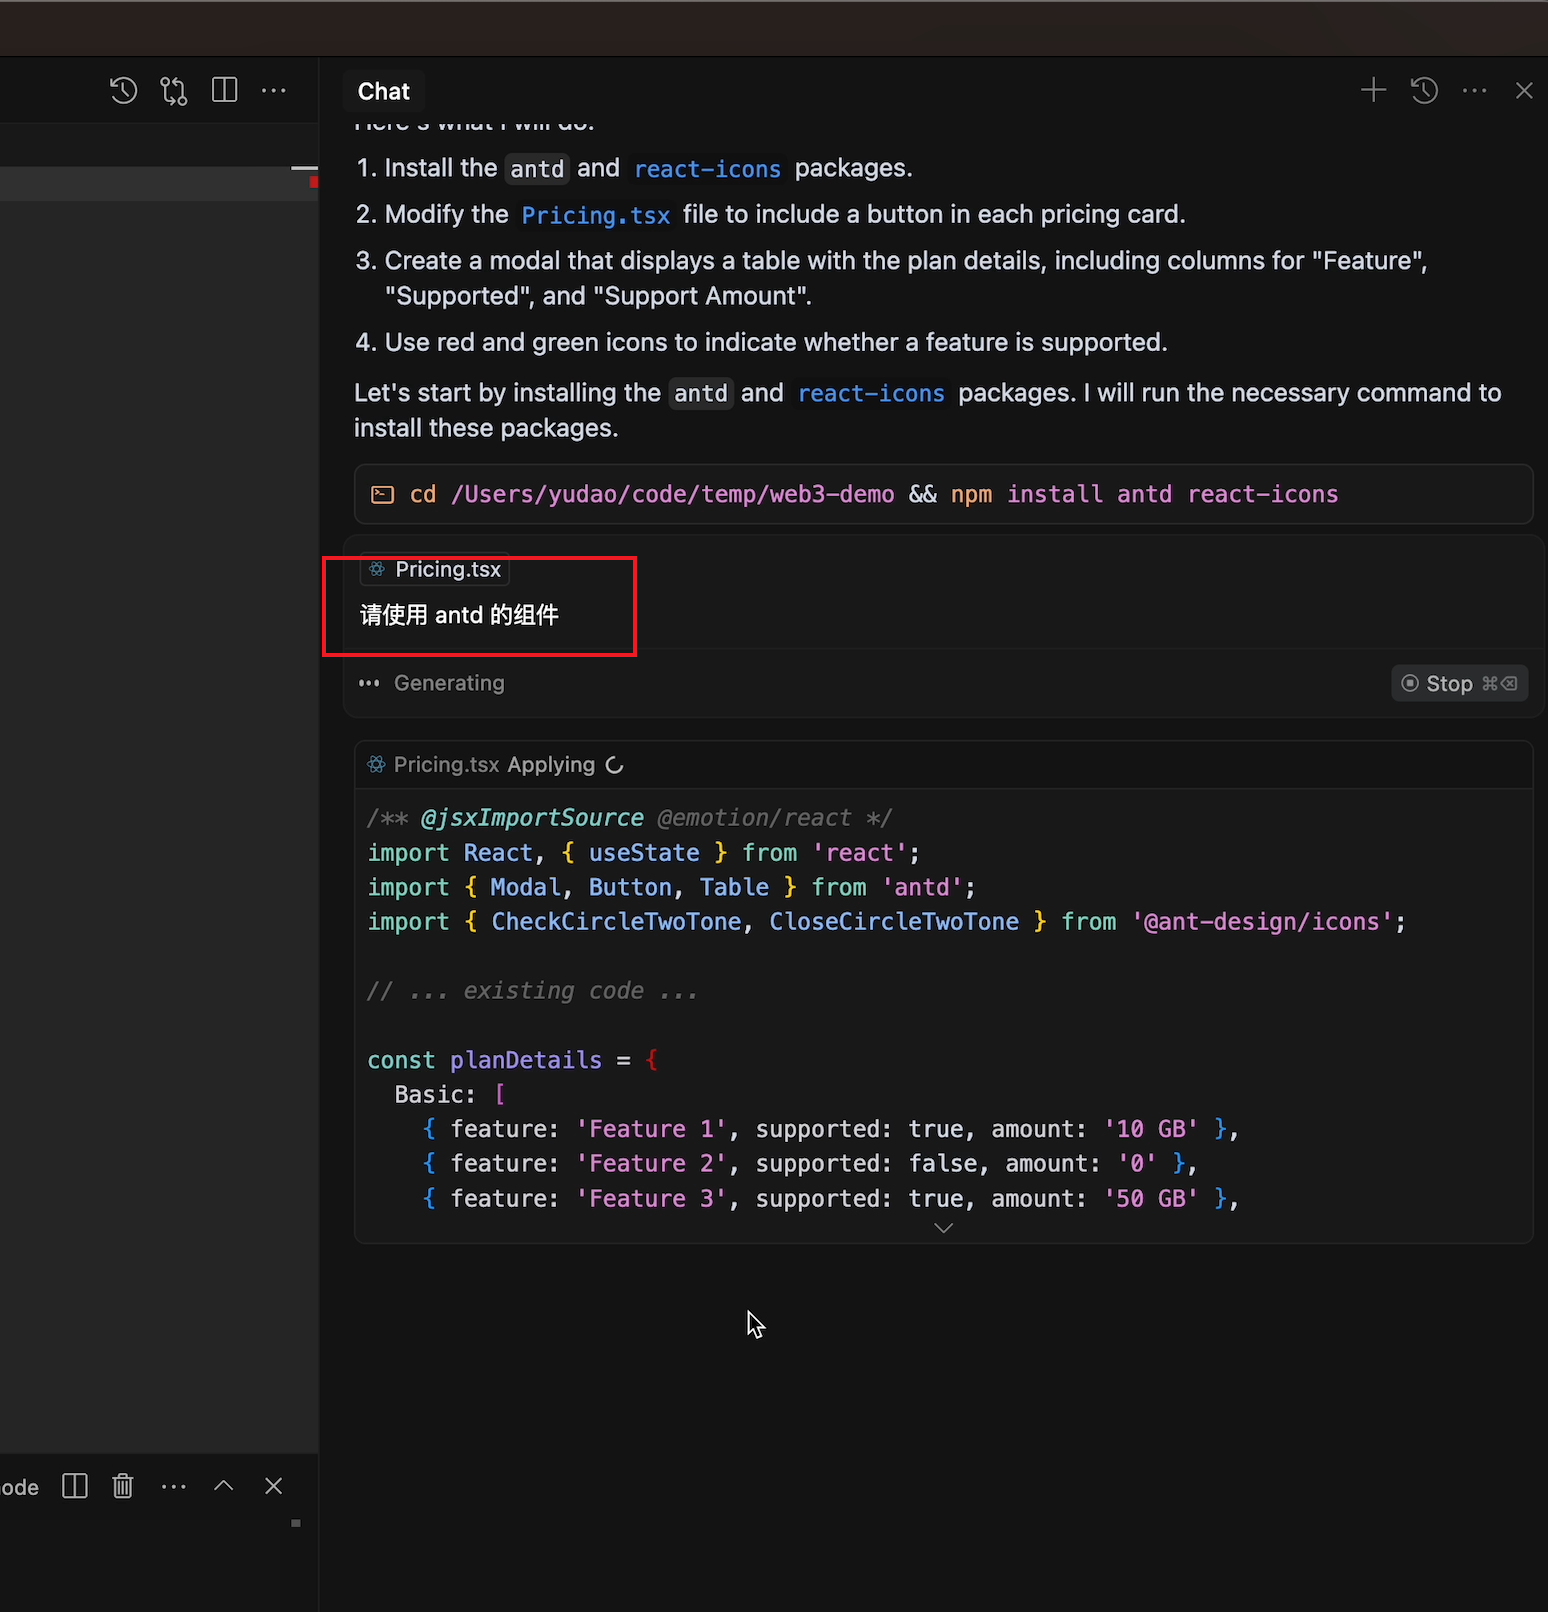 Chat
Here's what I will do:
1. Install the antd and react-icons packages.
2. Modify the Pricing.tsx file to include a button in each pricing card.
3. Create a modal that displays a table with the plan details, including columns for "Feature",
"Supported", and "Support Amount".
4. Use red and green icons to indicate whether a feature is supported.
Let's start by installing the antd and react-icons packages. I will run the necessary command to
install these packages.
cd /Users/yudao/code/temp/web3-demo && npm install antd react-icons
Pricing.tsx
请使用 antd 的组件
Generating
Stop ⌘⌫
Pricing.tsx Applying
/** @jsxImportSource @emotion/react */
import React, { useState } from 'react';
import { Modal, Button, Table } from 'antd';
import { CheckCircleTwoTone, CloseCircleTwoTone } from '@ant-design/icons';
// ... existing code ...
const planDetails = {
Basic: [
{ feature: 'Feature 1', supported: true, amount: '10 GB' },
{ feature: 'Feature 2', supported: false, amount: '0' },
{ feature: 'Feature 3', supported: true, amount: '50 GB' },
ode